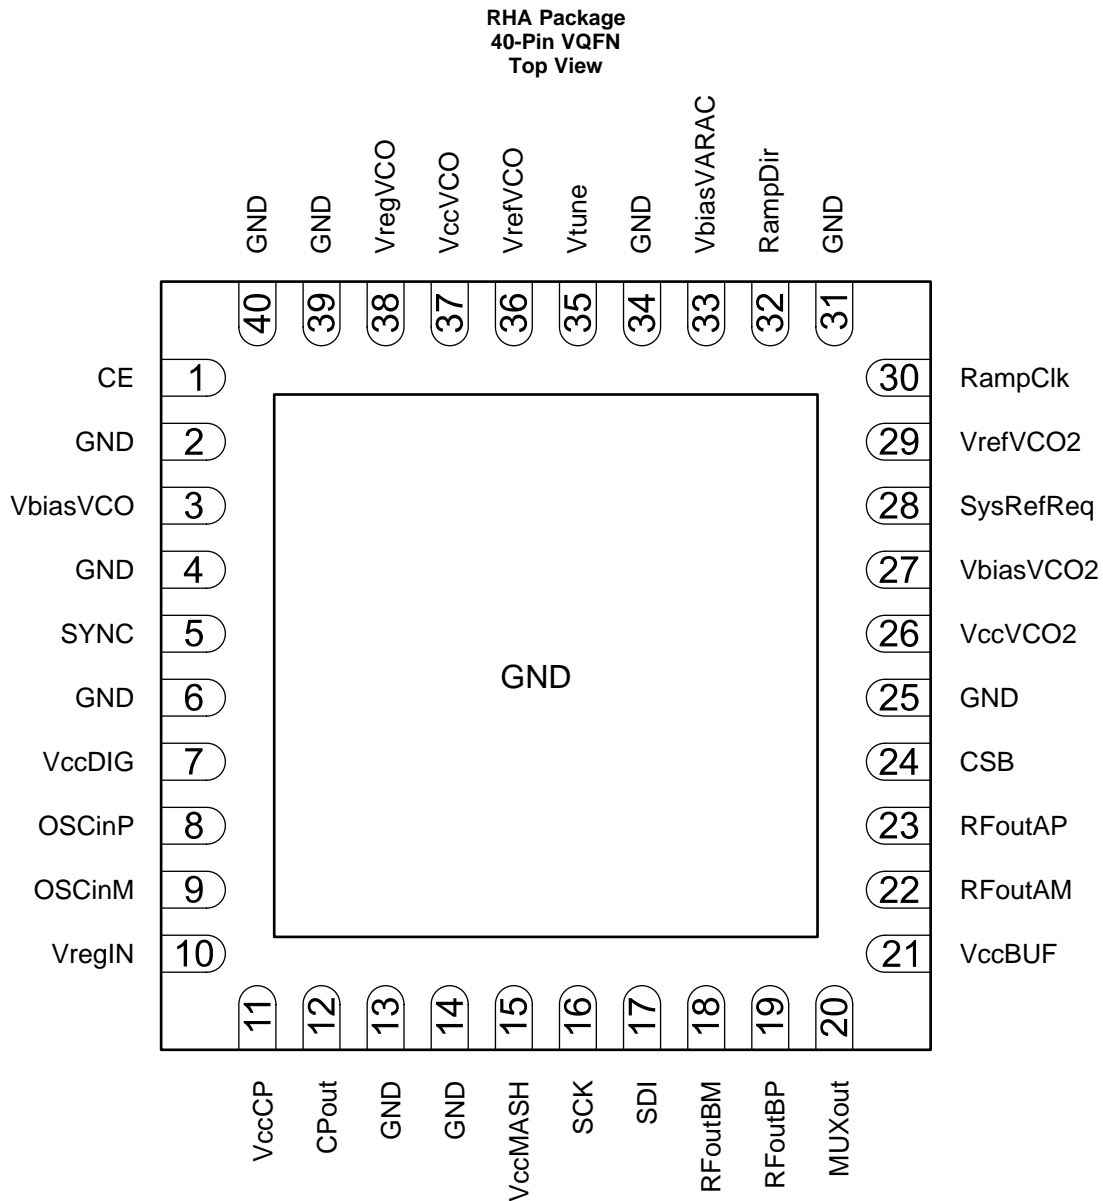 RHA Package
40-Pin VQFN
Top View
GND
GND
VregVCO
VccVCO
VrefVCO
Vtune
GND
VbiasVARAC
RampDir
GND
40
39
38
37
36
35
34
33
32
31
CE 1
GND 2
VbiasVCO 3
GND 4
SYNC 5
GND 6
VccDIG 7
OSCinP 8
OSCinM 9
VregIN 10
GND
30 RampClk
29 VrefVCO2
28 SysRefReq
27 VbiasVCO2
26 VccVCO2
25 GND
24 CSB
23 RFoutAP
22 RFoutAM
21 VccBUF
11
12
13
14
15
16
17
18
19
20
VccCP
CPout
GND
GND
VccMASH
SCK
SDI
RFoutBM
RFoutBP
MUXout